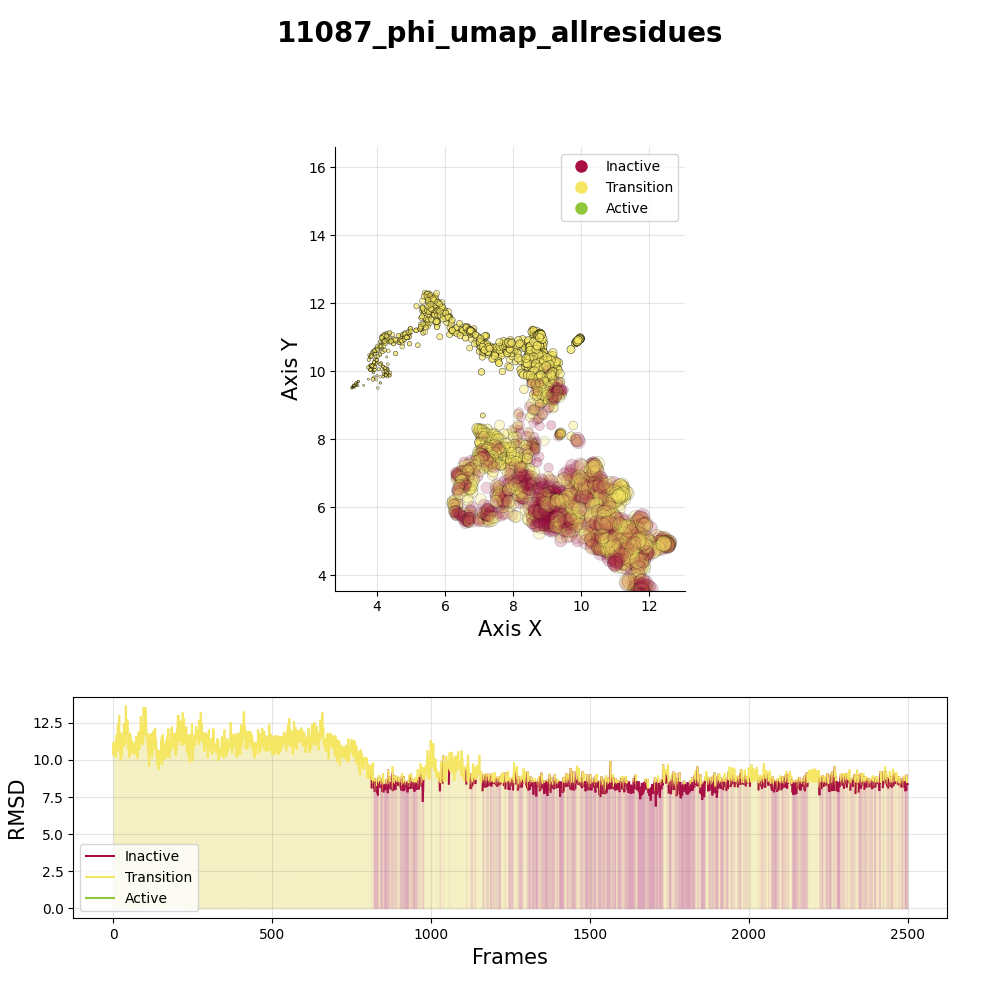 11087_phi_umap_allresidues
Inactive
Transition
Active
16
14
12
10
8
6
4
Axis Y
4
6
8
10
12
Axis X
12.5
10.0
7.5
5.0
2.5
0.0
RMSD
Inactive
Transition
Active
0
500
1000
1500
2000
2500
Frames